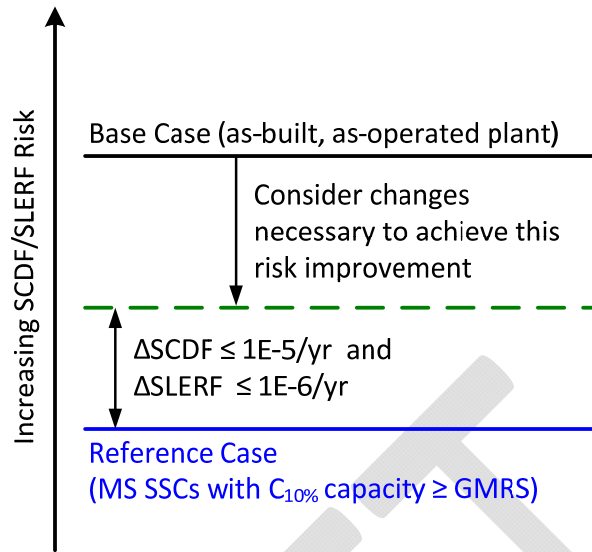 Increasing SCDF/SLERF Risk
Base Case (as-built, as-operated plant)
Consider changes
necessary to achieve this
risk improvement
ΔSCDF ≤ 1E-5/yr and
ΔSLERF ≤ 1E-6/yr
Reference Case
(MS SSCs with C10% capacity ≥ GMRS)